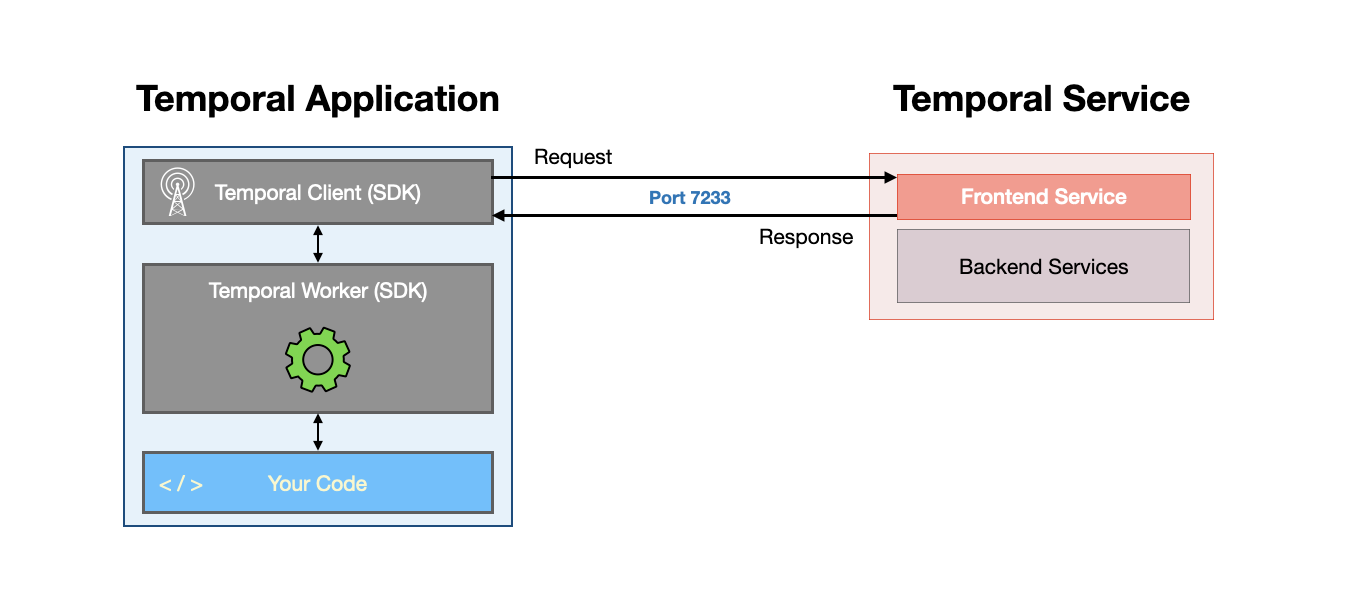 Temporal Application
Temporal Service
Request
Temporal Client (SDK)
Port 7233
Frontend Service
Response
Backend Services
Temporal Worker (SDK)
</> Your Code